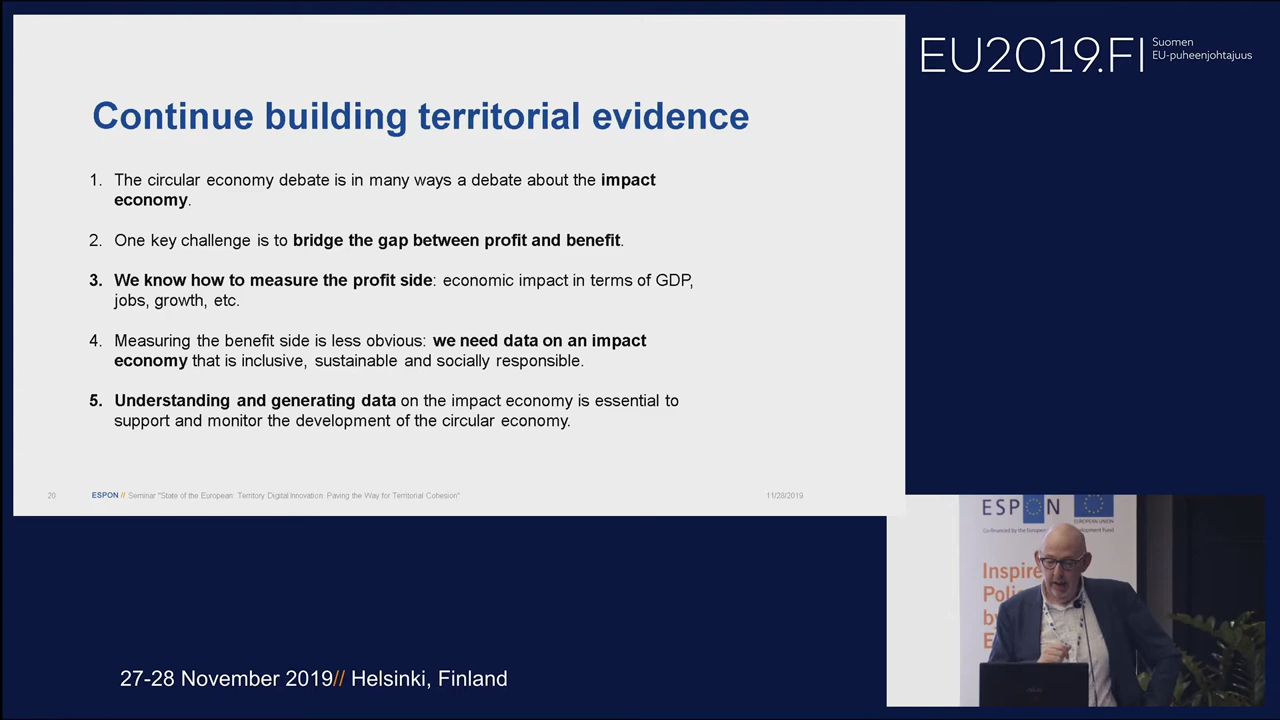 EU2019.FI
Suomen
EU-puheenjohtajuus
Continue building territorial evidence
1. The circular economy debate is in many ways a debate about the impact
economy.
2. One key challenge is to bridge the gap between profit and benefit.
3. We know how to measure the profit side: economic impact in terms of GDP,
jobs, growth, etc.
4. Measuring the benefit side is less obvious: we need data on an impact
economy that is inclusive, sustainable and socially responsible.
5. Understanding and generating data on the impact economy is essential to
support and monitor the development of the circular economy.
20 ESPON // Seminar "State of the European Territory Digital Innovation Paving the Way for Territorial Cohesion" 11/28/2019
ESPON
EUROPEAN UNION
Co-financed by the European
Inspire
27-28 November 2019// Helsinki, Finland